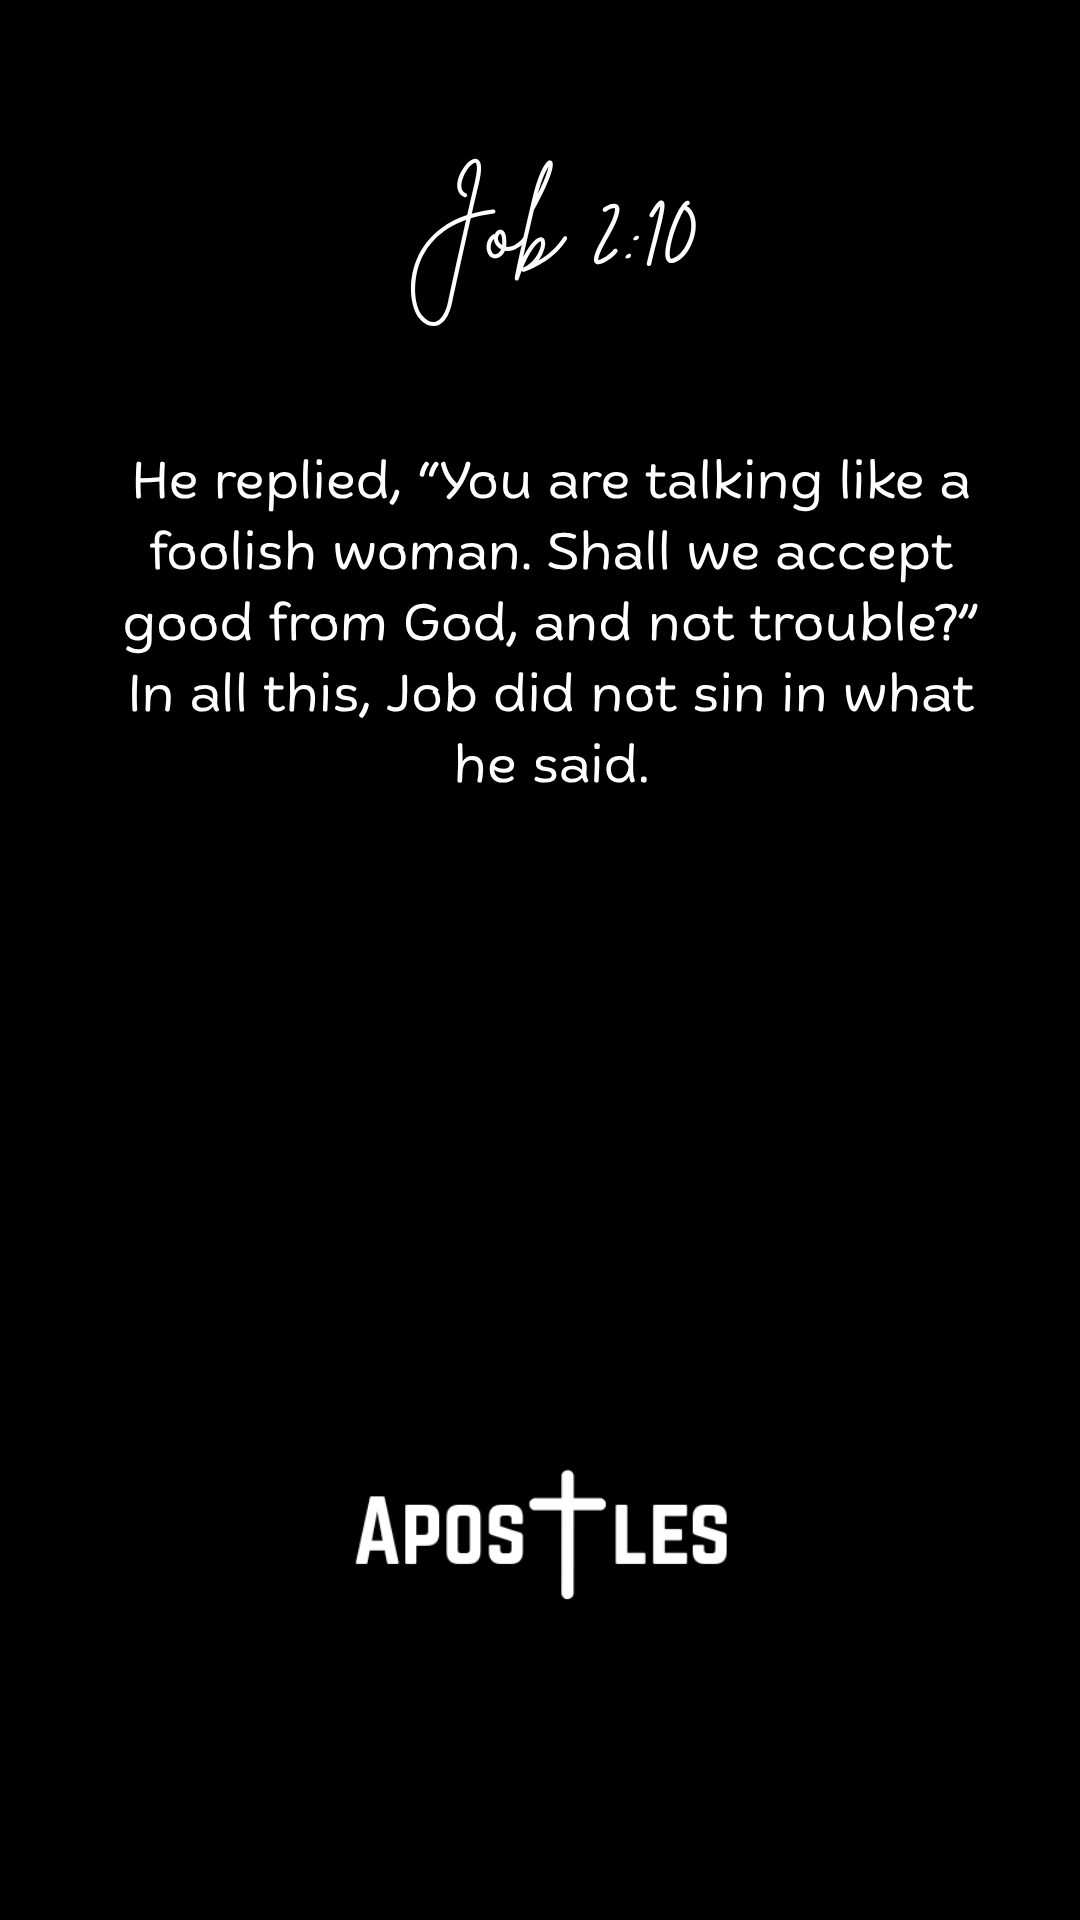 Job 2:10
He replied, “You are talking like a
foolish woman. Shall we accept
good from God, and not trouble?”
In all this, Job did not sin in what
he said.
APOSTLES